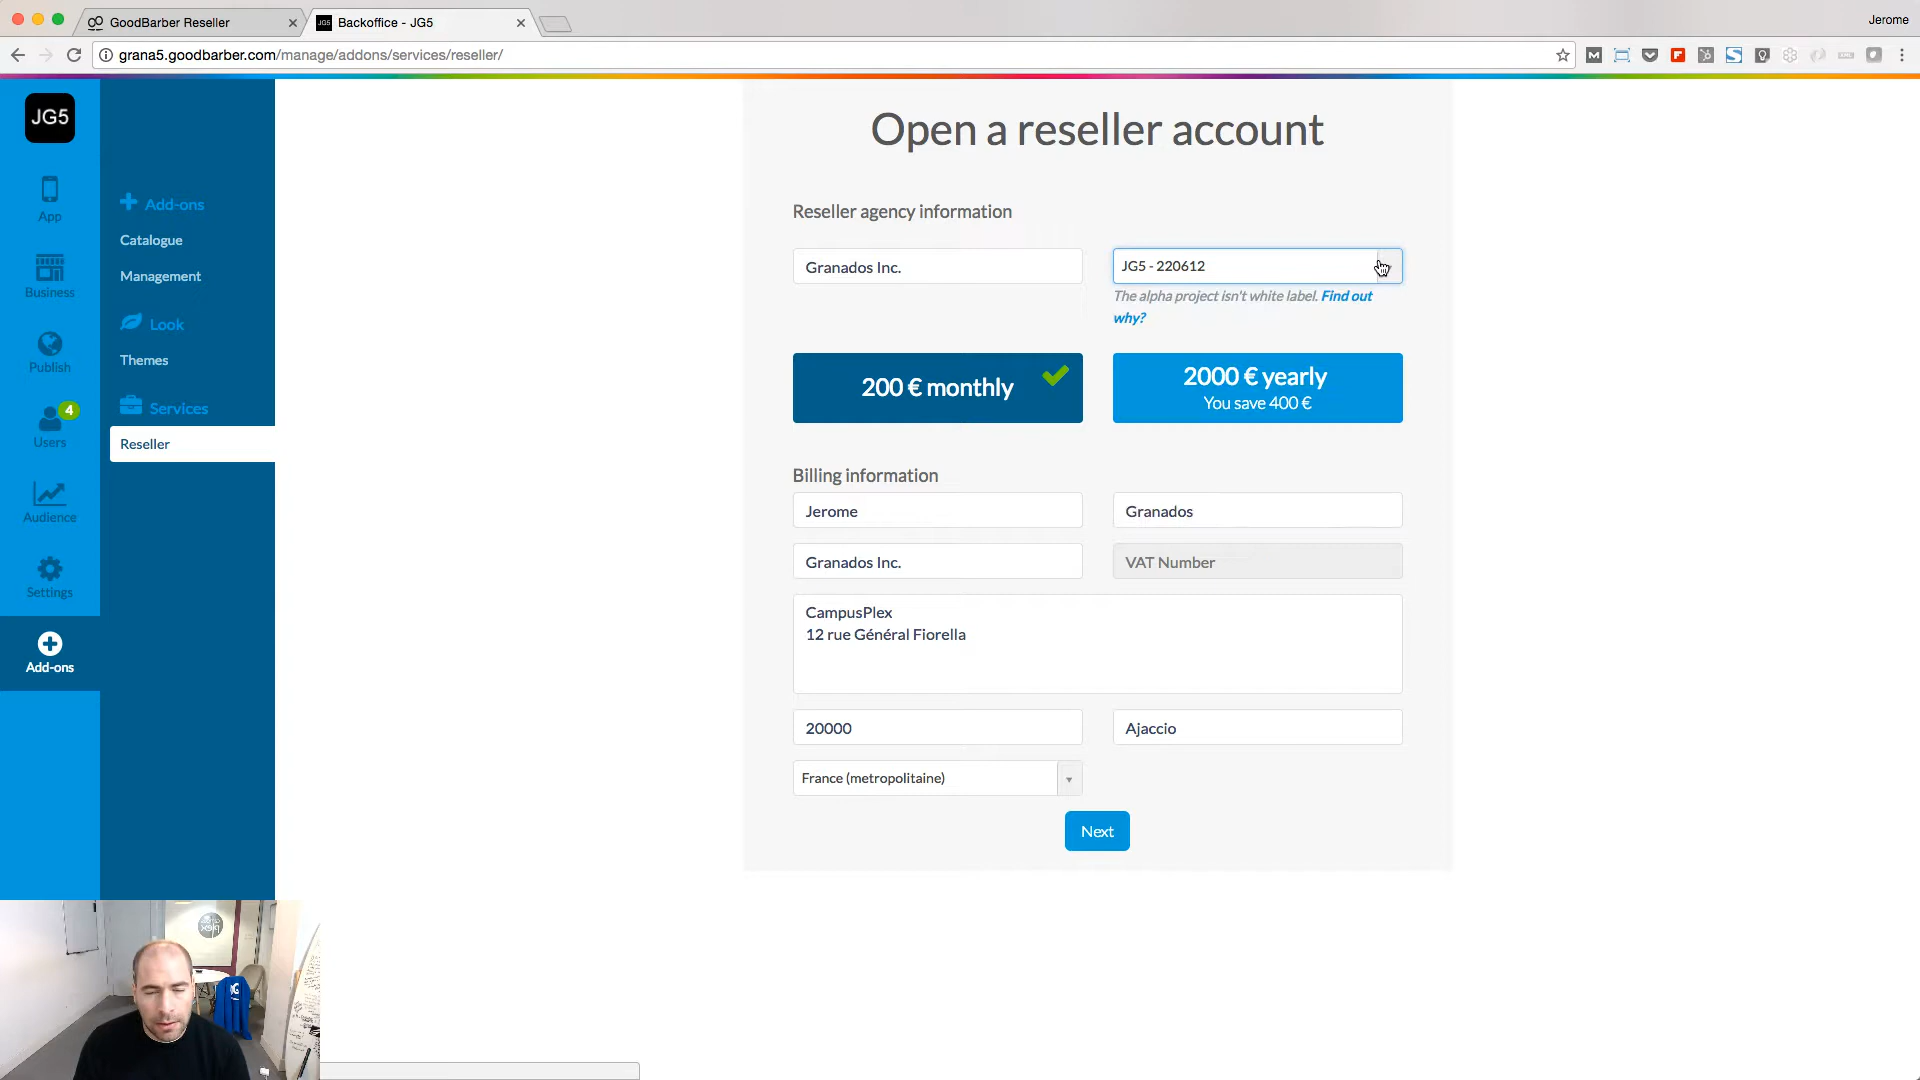 GoodBarber Reseller
Backoffice - JG5
Jerome
grana5.goodbarber.com/manage/addons/services/reseller/
JG5
App
Business
Publish
4
Users
Audience
Settings
Add-ons
Add-ons
Catalogue
Management
Look
Themes
Services
Reseller
Open a reseller account
Reseller agency information
Granados Inc.
JG5 - 220612
The alpha project isn't white label. Find out
why?
200 € monthly
2000 € yearly
You save 400 €
Billing information
Jerome
Granados
Granados Inc.
VAT Number
CampusPlex
12 rue Général Fiorella
20000
Ajaccio
France (metropolitaine)
Next